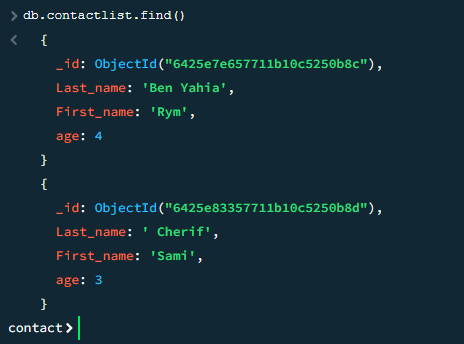 > db.contactlist.find()
< {
_id: ObjectId("6425e7e657711b10c5250b8c"),
Last_name: 'Ben Yahia',
First_name: 'Rym',
age: 4
}
{
_id: ObjectId("6425e83357711b10c5250b8d"),
Last_name: ' Cherif',
First_name: 'Sami',
age: 3
}
contact>